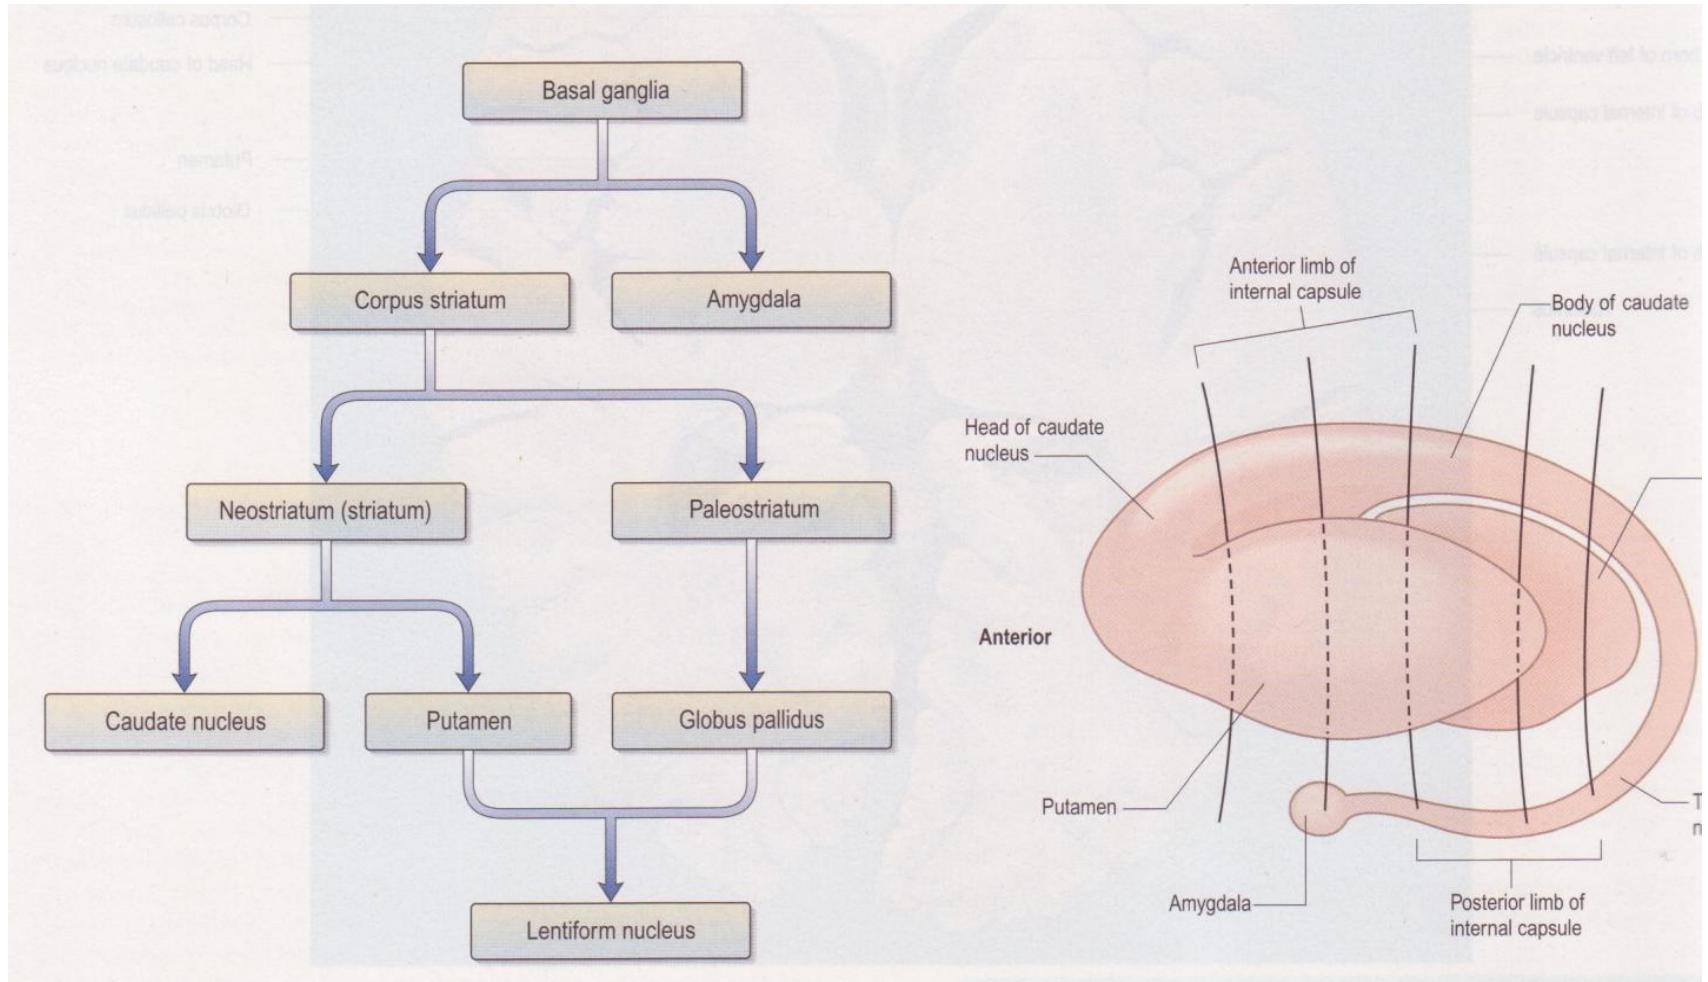 Basal ganglia
Corpus striatum
Amygdala
Neostriatum (striatum)
Paleostriatum
Caudate nucleus
Putamen
Globus pallidus
Lentiform nucleus
Anterior limb of
internal capsule
Body of caudate
nucleus
Head of caudate
nucleus
Anterior
Putamen
Amygdala
Posterior limb of
internal capsule